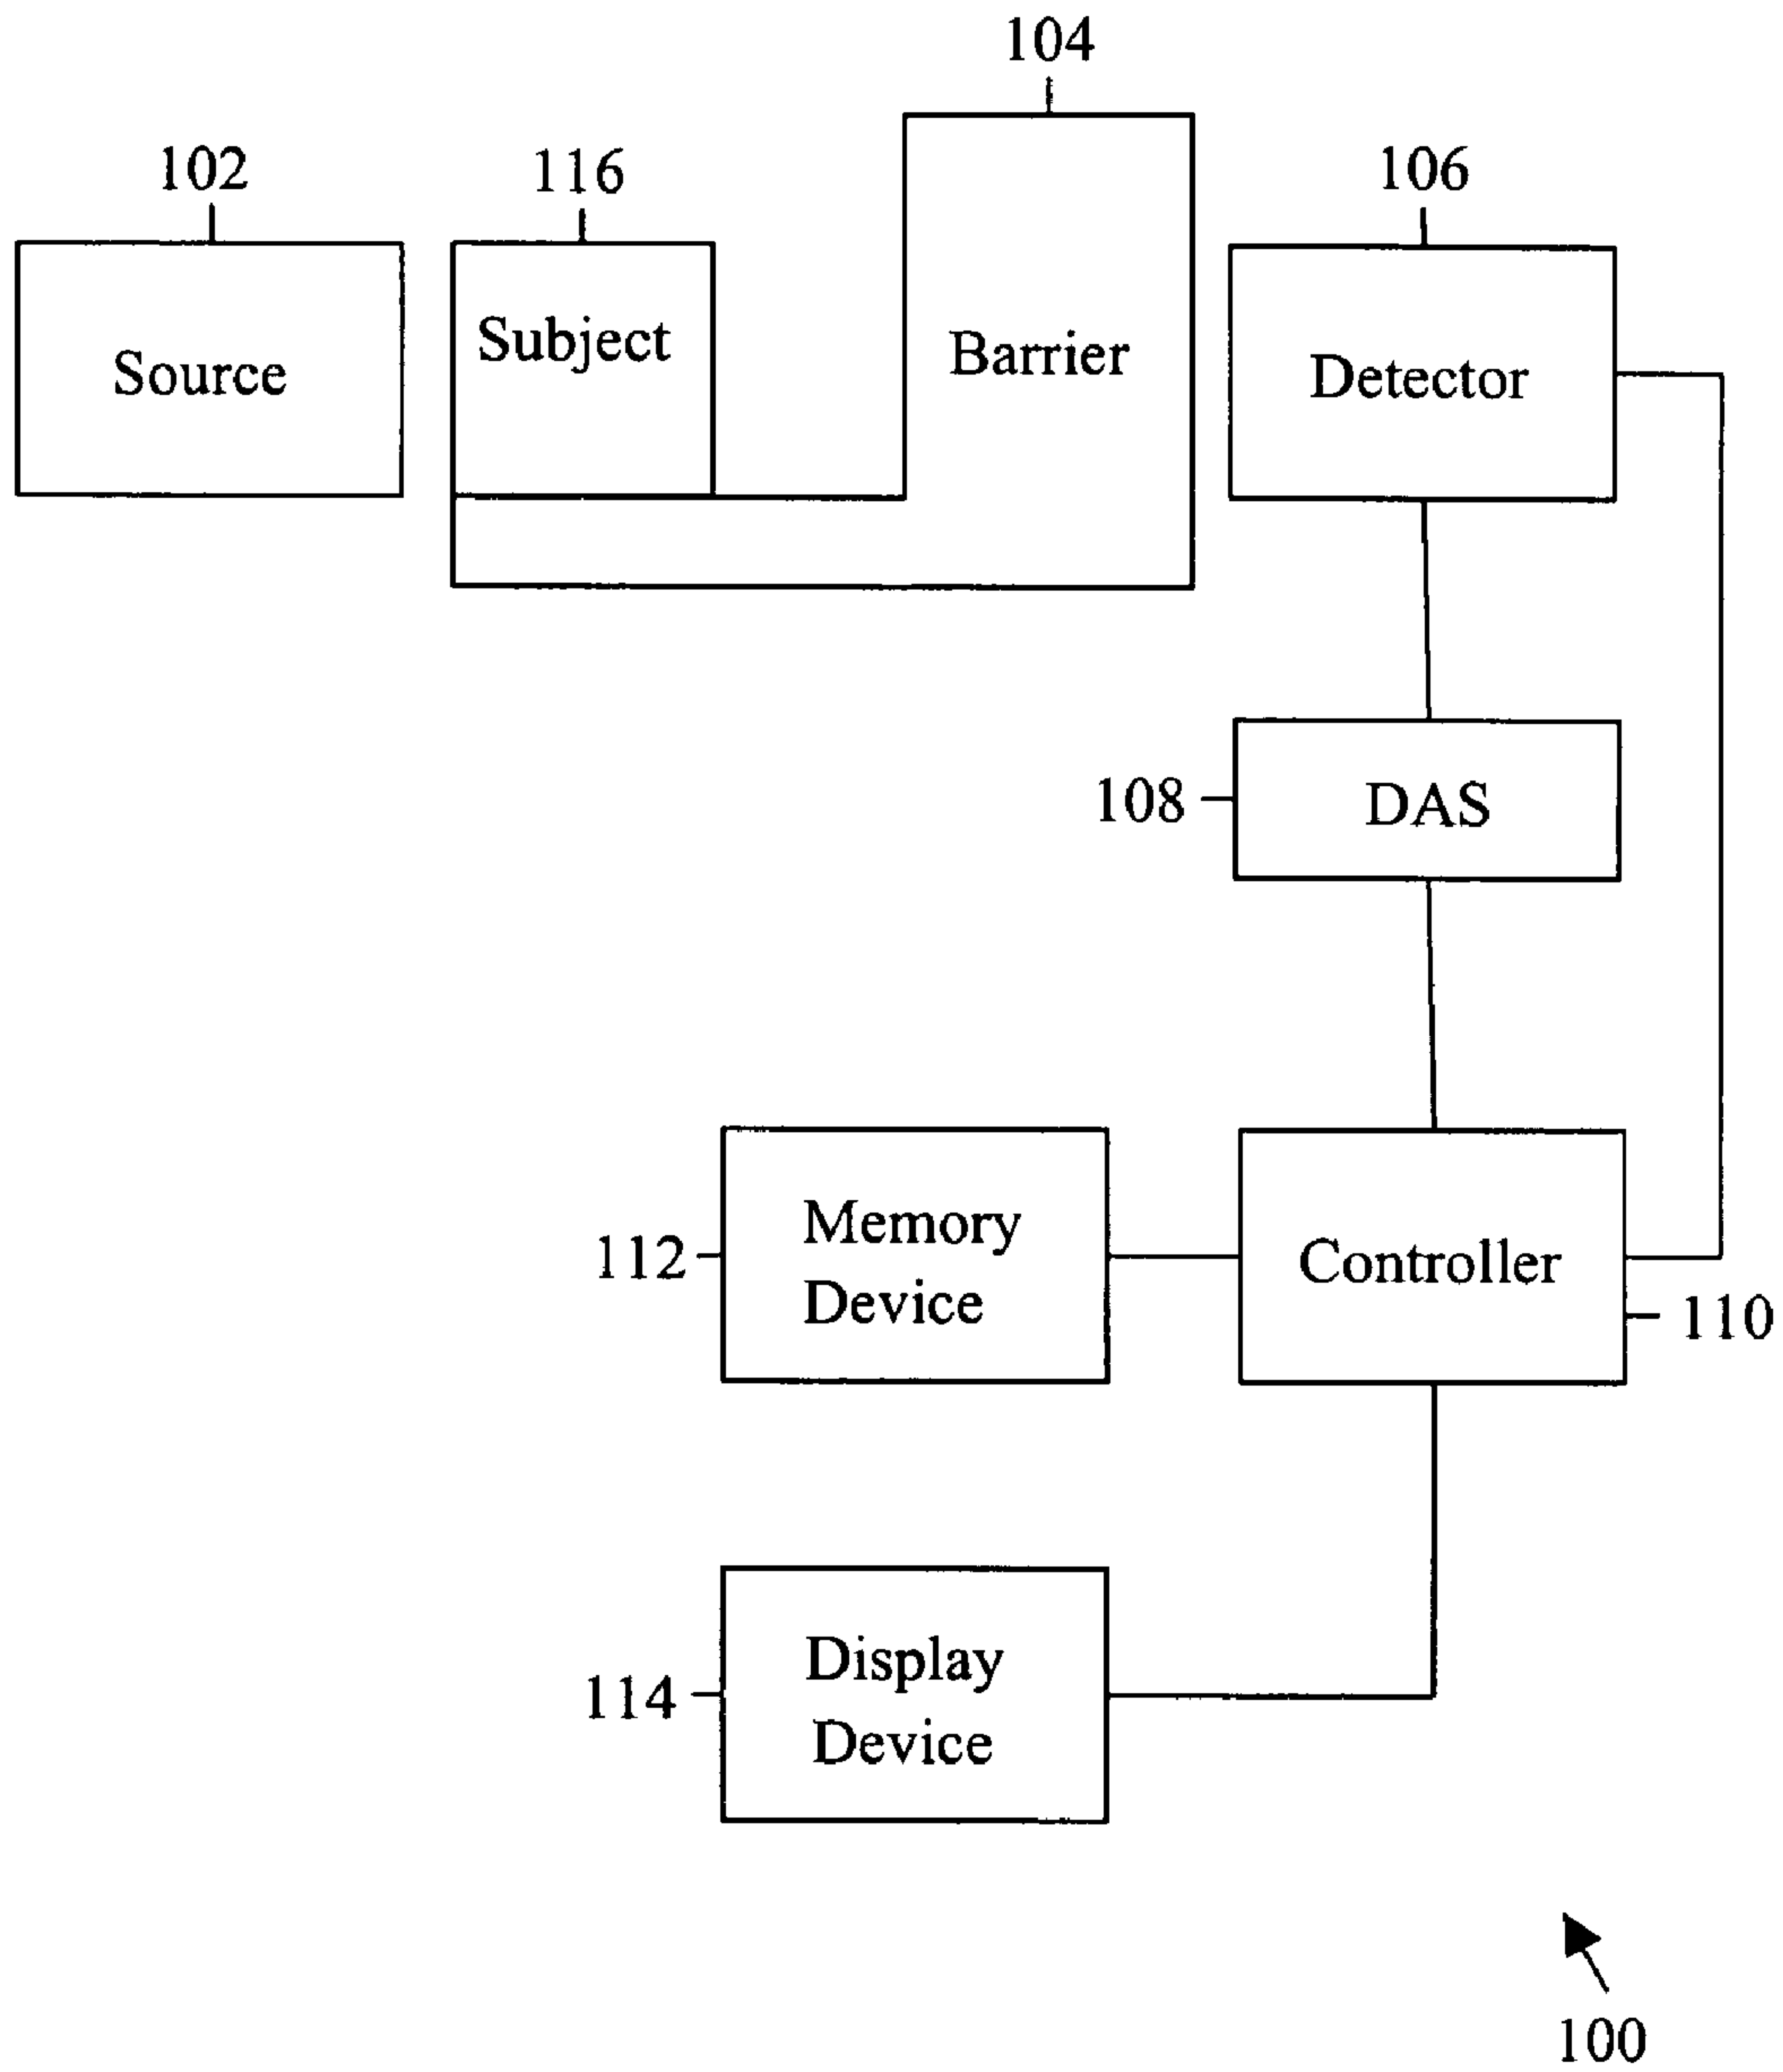 104
102
116
106
Source
Subject
Barrier
Detector
108
DAS
112
Memory
Device
Controller
110
114
Display
Device
100